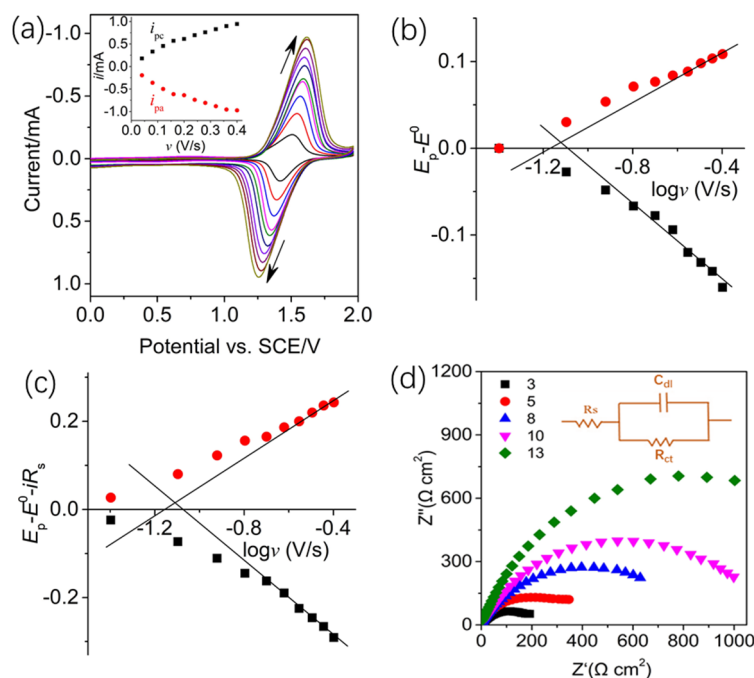 (a)
-1.0
-0.5
0.0
0.5
1.0
Current/mA
0.0
0.5
1.0
1.5
2.0
Potential vs. SCE/V
1.0
0.5
0.0
-0.5
-1.0
i/mA
ipc
ipa
0.0 0.1 0.2 0.3 0.4
v (V/s)
(b)
0.1
0.0
-0.1
Ep-E0
-1.2 -0.8 -0.4
logv (V/s)
(c)
0.2
0.0
-0.2
Ep-E0-iRs
-1.2 -0.8 -0.4
logv (V/s)
(d)
1200
900
600
300
0
Z''(Ω cm2)
0 200 400 600 800 1000
Z'(Ω cm2)
3
5
8
10
13
Rs
Cdl
Rct